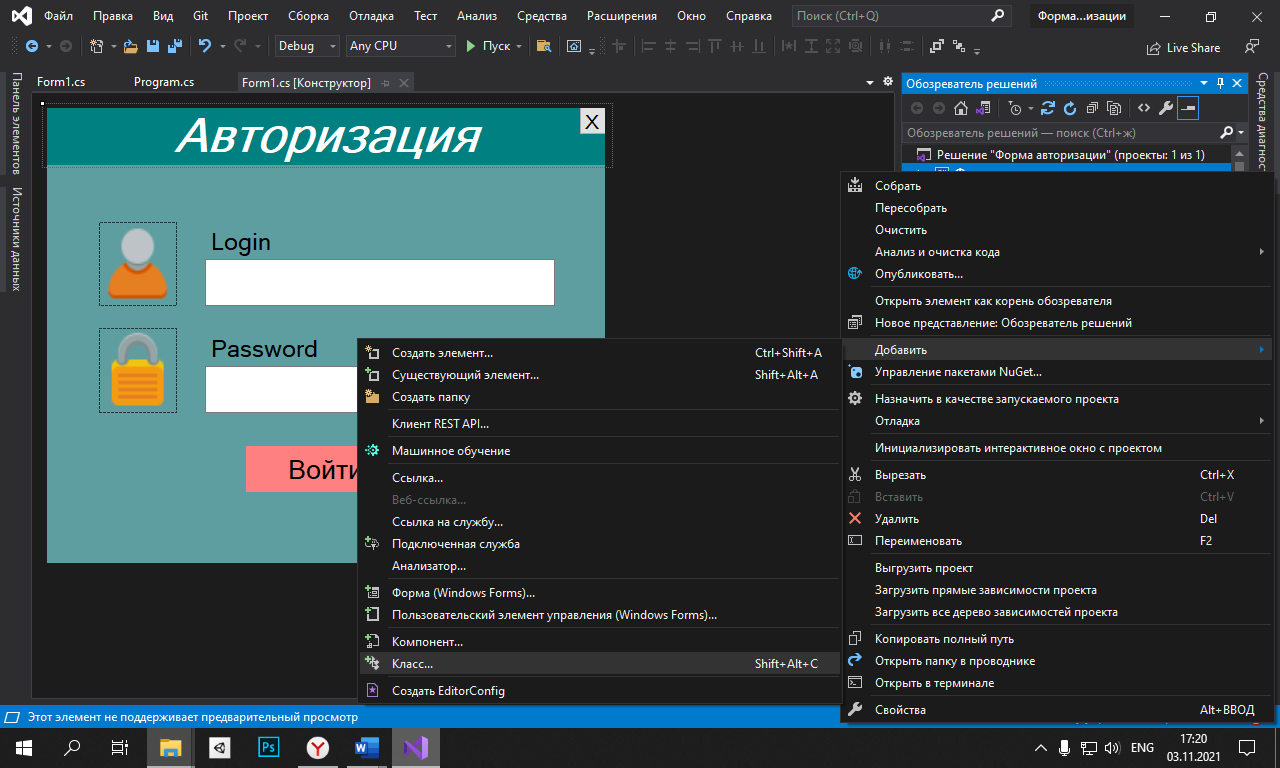 Файл Правка Вид Git Проект Сборка Отладка Тест Анализ Средства Расширения Окно Справка Поиск (Ctrl+Q) Форма...изации
Debug Any CPU Пуск Live Share
Панель элементов
Источники данных
Form1.cs Program.cs Form1.cs [Конструктор]
Авторизация X
Login
Password
Войти
Обозреватель решений
Обозреватель решений — поиск (Ctrl+ж)
Решение "Форма авторизации" (проекты: 1 из 1)
Собрать
Пересобрать
Очистить
Анализ и очистка кода
Опубликовать...
Открыть элемент как корень обозревателя
Новое представление: Обозреватель решений
Добавить
Управление пакетами NuGet...
Назначить в качестве запускаемого проекта
Отладка
Инициализировать интерактивное окно с проектом
Вырезать Ctrl+X
Вставить Ctrl+V
Удалить Del
Переименовать F2
Выгрузить проект
Загрузить прямые зависимости проекта
Загрузить все дерево зависимостей проекта
Копировать полный путь
Открыть папку в проводнике
Открыть в терминале
Свойства Alt+ВВОД
Создать элемент... Ctrl+Shift+A
Существующий элемент... Shift+Alt+A
Создать папку
Клиент REST API...
Машинное обучение
Ссылка...
Веб-ссылка...
Ссылка на службу...
Подключенная служба
Анализатор...
Форма (Windows Forms)...
Пользовательский элемент управления (Windows Forms)...
Компонент...
Класс... Shift+Alt+C
Создать EditorConfig
Этот элемент не поддерживает предварительный просмотр
Ps ENG 17:20
03.11.2021